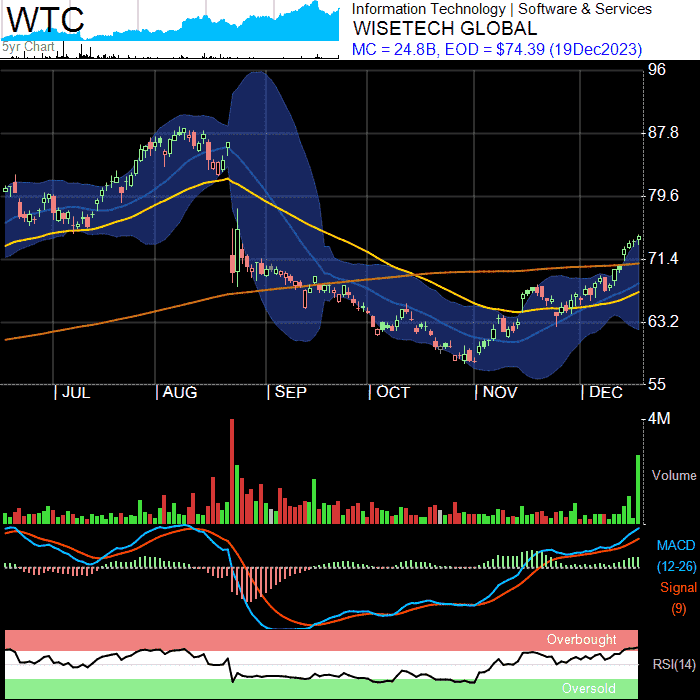 WTC
5yr Chart
Information Technology | Software & Services
WISETECH GLOBAL
MC = 24.8B, EOD = $74.39 (19Dec2023)
96
87.8
79.6
71.4
63.2
55
JUL AUG SEP OCT NOV DEC
4M
Volume
MACD
(12-26)
Signal
(9)
Overbought
RSI(14)
Oversold